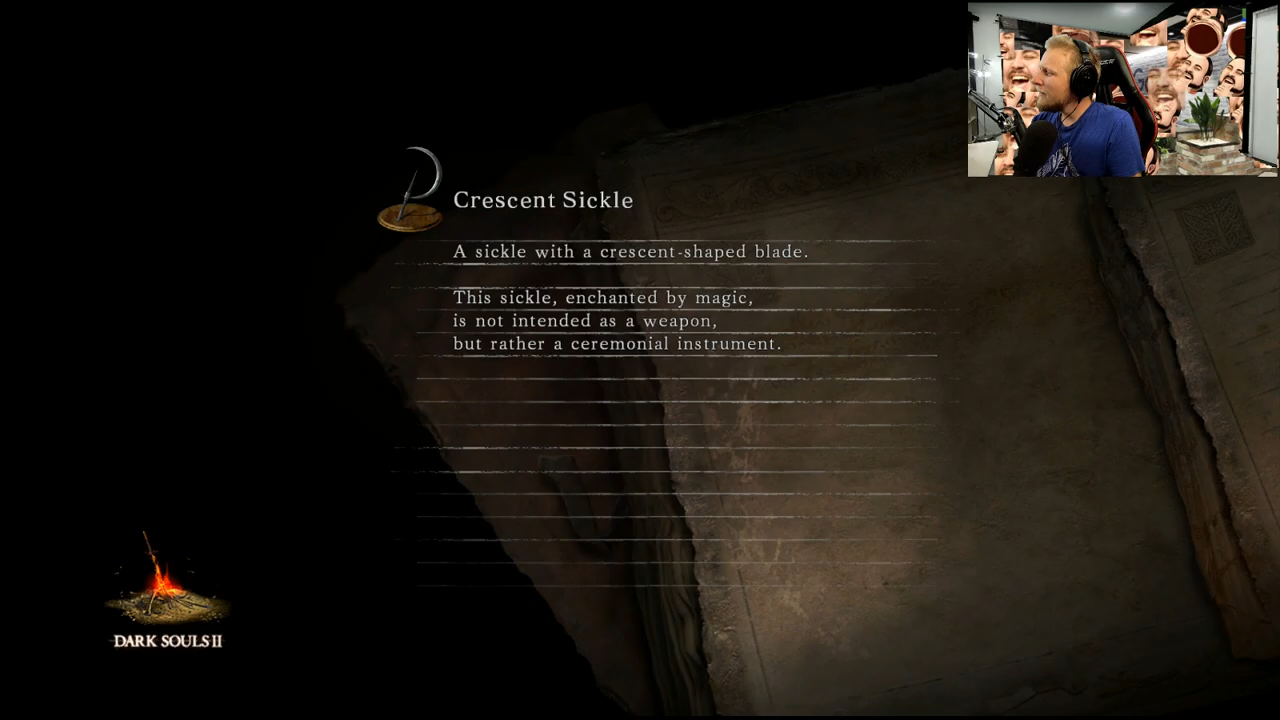 Crescent Sickle
A sickle with a crescent-shaped blade.
This sickle, enchanted by magic,
is not intended as a weapon,
but rather a ceremonial instrument.
DARK SOULS II